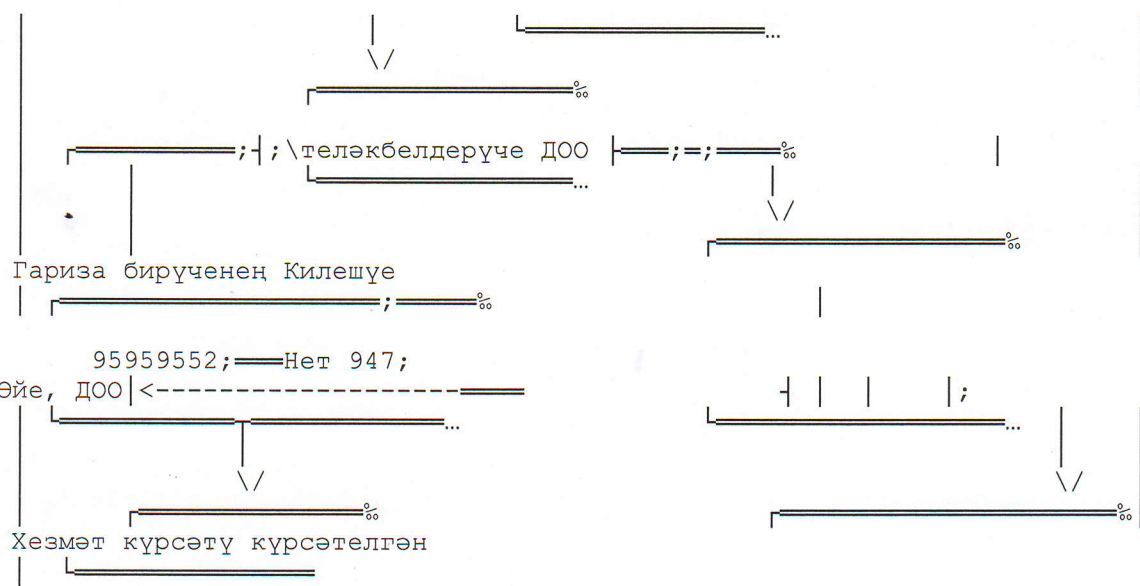 ;┤;\теләкбелдерүче ДОО ├══;═;════‰
Гариза бирүченең Килешүе
95959552;═══Нет 947;
Әйе, ДОО│<-------------------════
Хезмәт күрсәтү күрсәтелгән